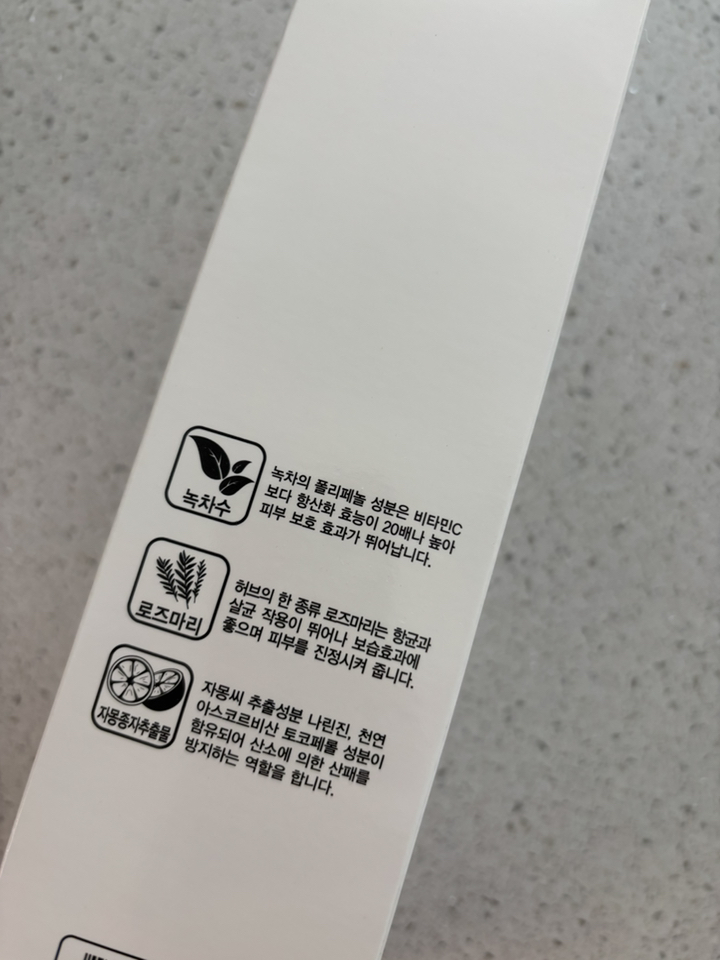 녹차수
녹차의 폴리페놀 성분은 비타민C
보다 항산화 효능이 20배나 높아
피부 보호 효과가 뛰어납니다.
로즈마리
허브의 한 종류 로즈마리는 향균과
살균 작용이 뛰어나 보습효과에
좋으며 피부를 진정시켜 줍니다.
자몽종자추출물
자몽씨 추출성분 나린진, 천연
아스코르비산 토코페롤 성분이
함유되어 산소에 의한 산패를
방지하는 역할을 합니다.